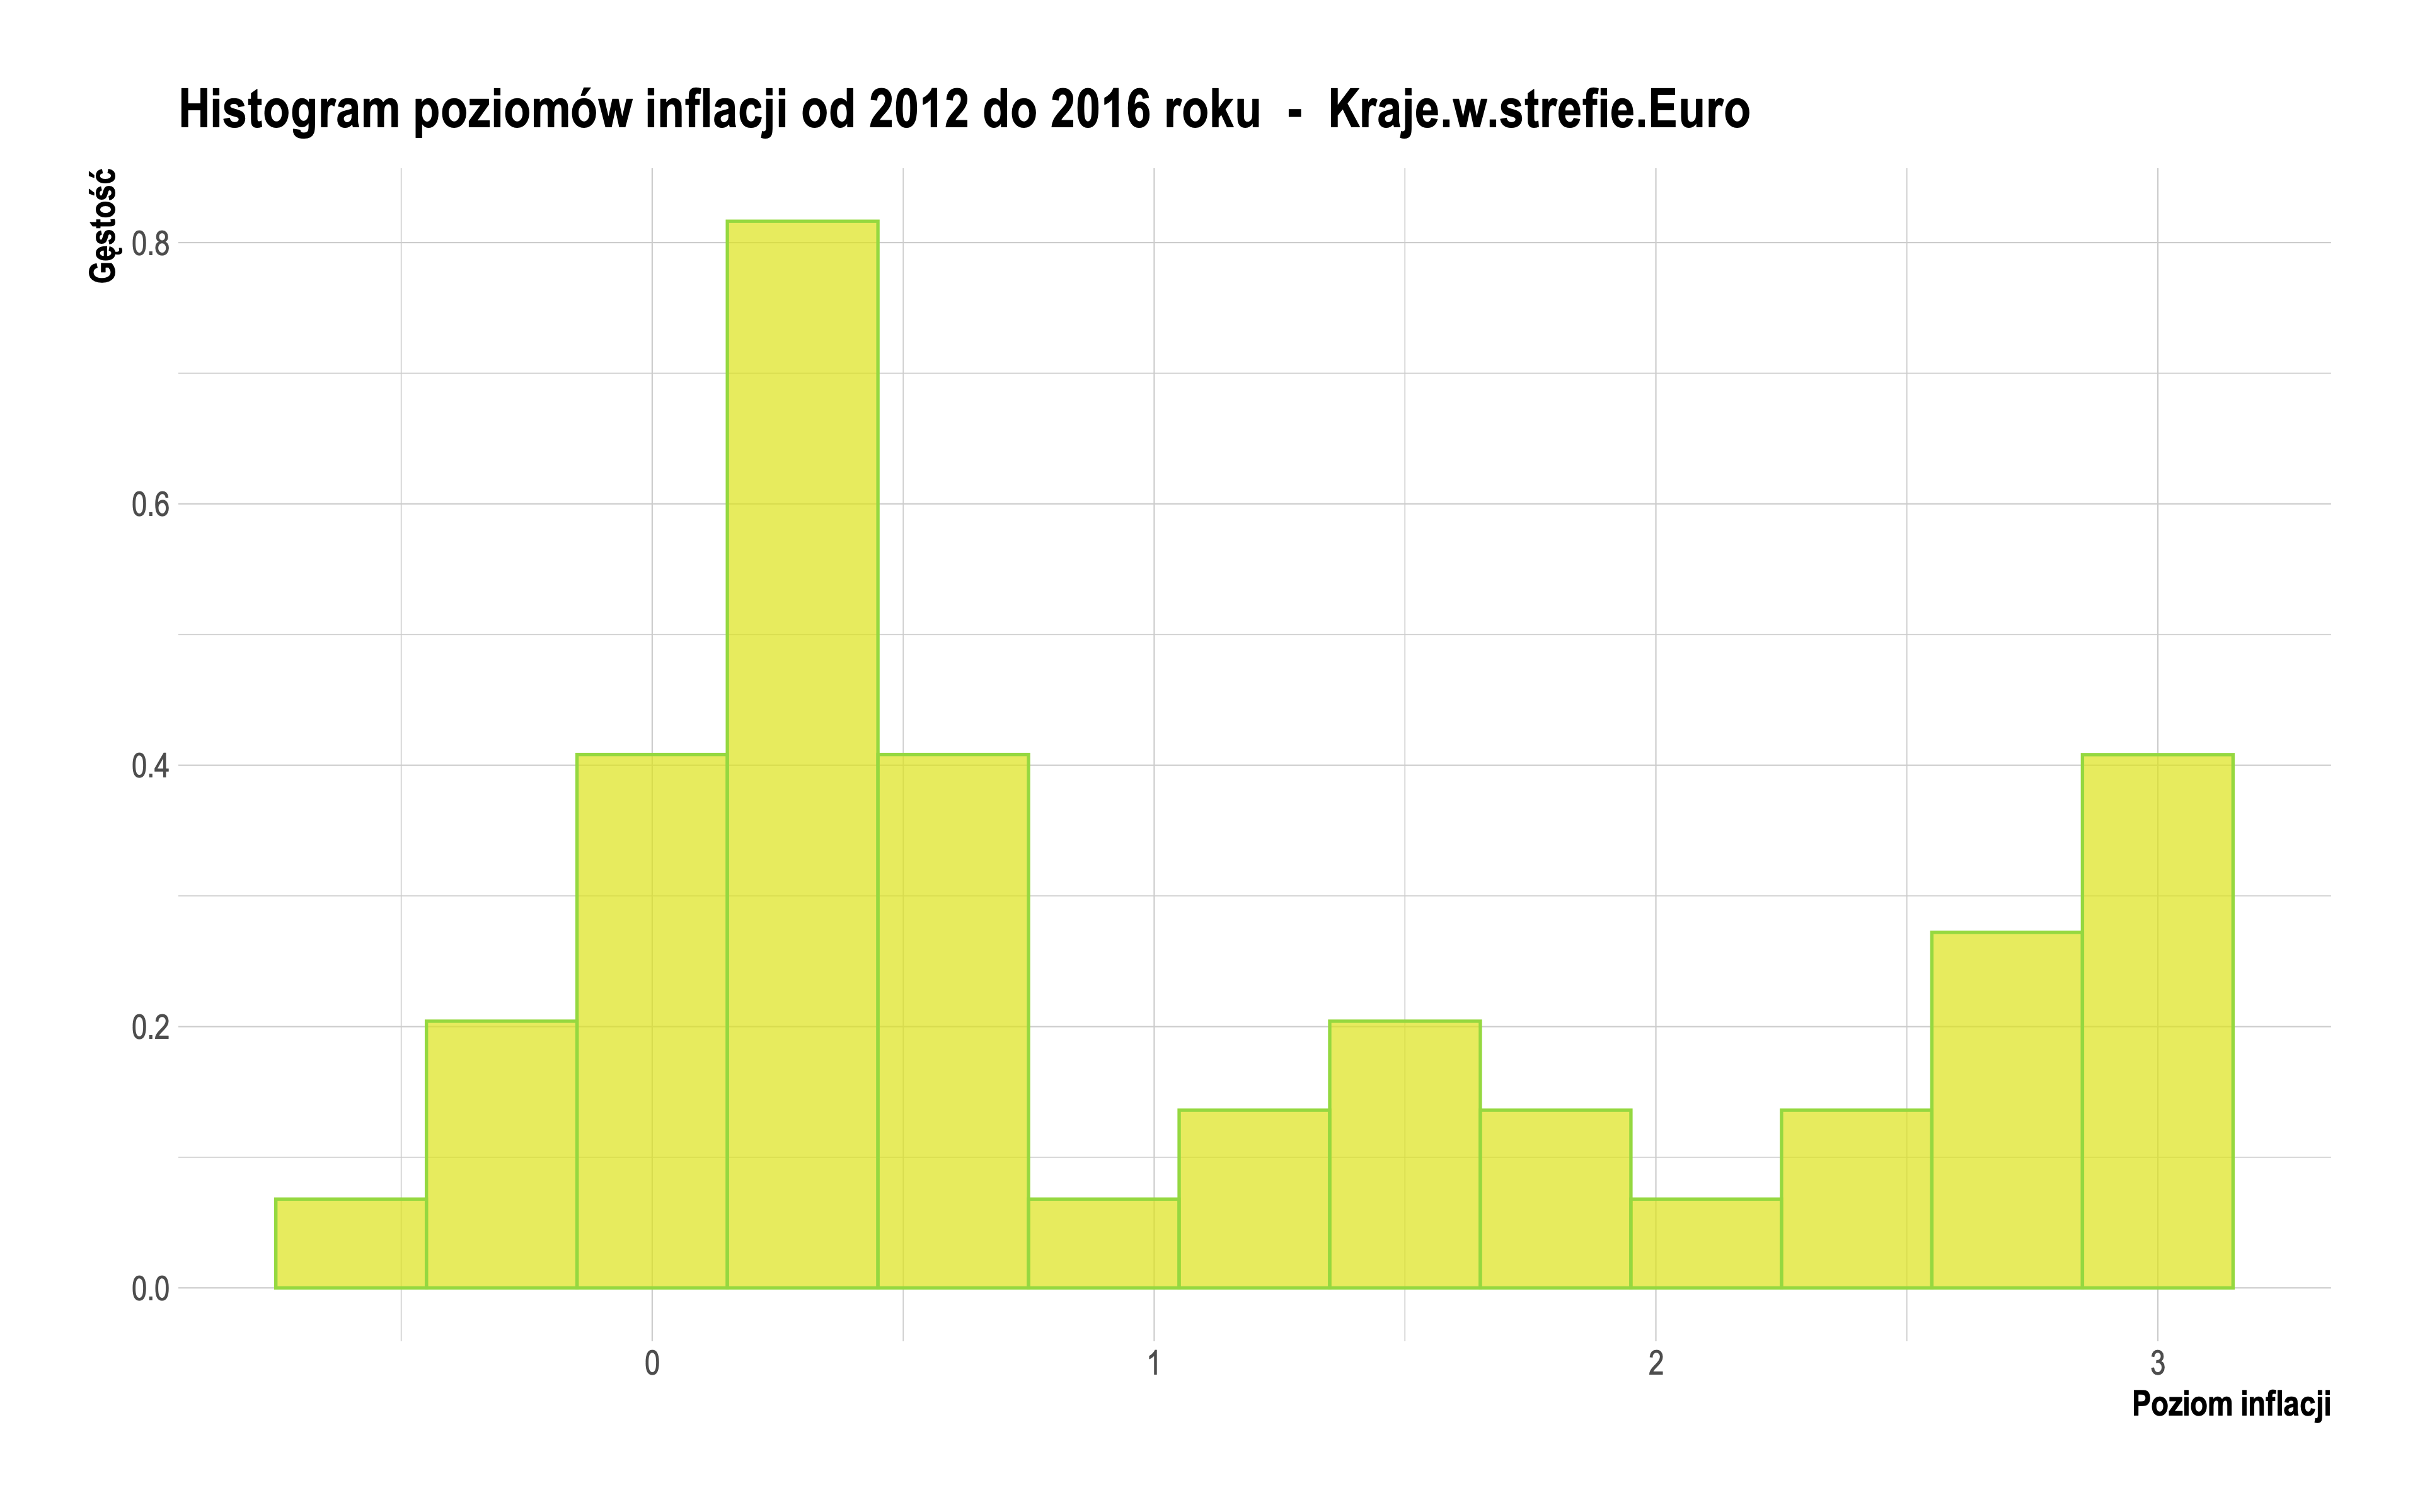 Histogram poziomów inflacji od 2012 do 2016 roku - Kraje.w.strefie.Euro
Gęstość
0.8
0.6
0.4
0.2
0.0
0 1 2 3
Poziom inflacji